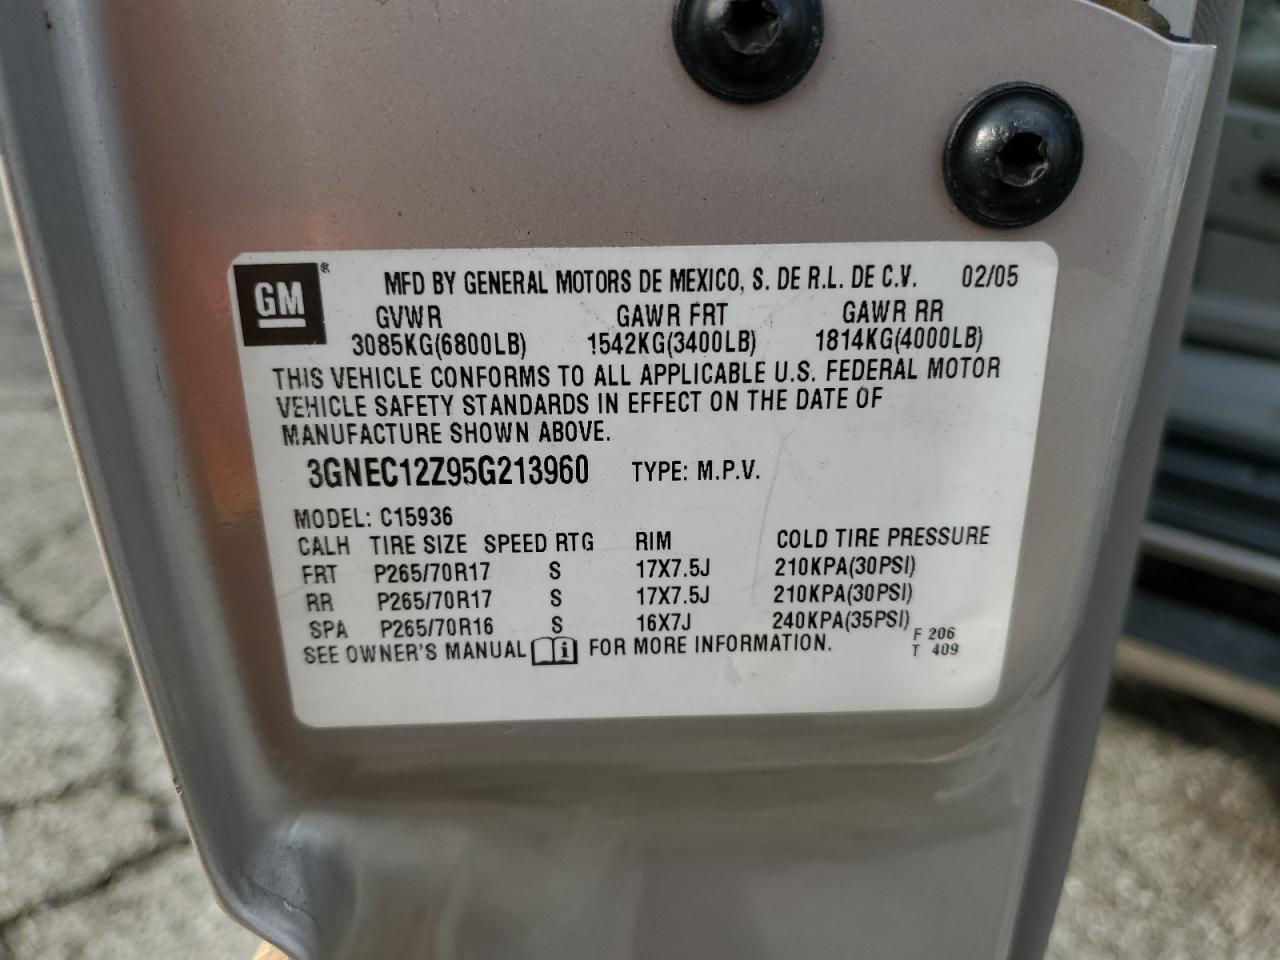 GM ® MFD BY GENERAL MOTORS DE MEXICO, S. DE R.L. DE C.V. 02/05
GVWR GAWR FRT GAWR RR
3085KG(6800LB) 1542KG(3400LB) 1814KG(4000LB)
THIS VEHICLE CONFORMS TO ALL APPLICABLE U.S. FEDERAL MOTOR
VEHICLE SAFETY STANDARDS IN EFFECT ON THE DATE OF
MANUFACTURE SHOWN ABOVE.
3GNEC12Z95G213960 TYPE: M.P.V.
MODEL: C15936
CALH TIRE SIZE SPEED RTG RIM COLD TIRE PRESSURE
FRT P265/70R17 S 17X7.5J 210KPA(30PSI)
RR P265/70R17 S 17X7.5J 210KPA(30PSI)
SPA P265/70R16 S 16X7J 240KPA(35PSI)
SEE OWNER'S MANUAL i FOR MORE INFORMATION.
F 206
T 409